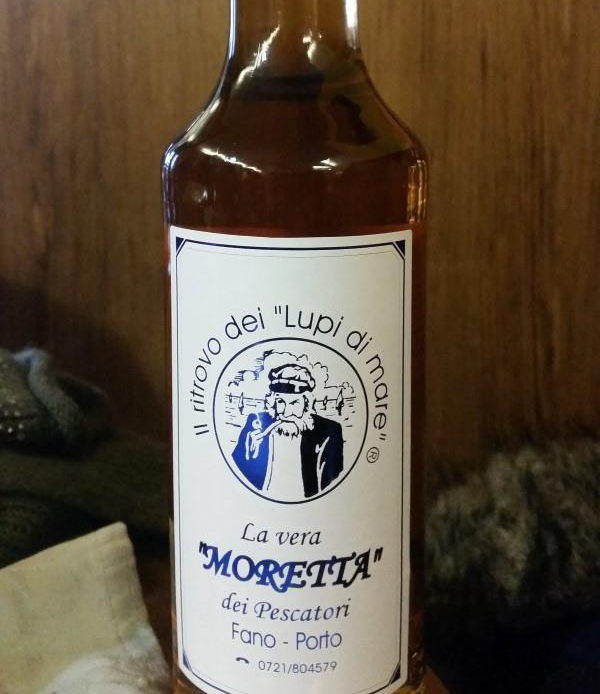 Il ritrovo dei "Lupi di mare" ®
La vera
"MORETTA"
dei Pescatori
Fano - Porto
0721/804579